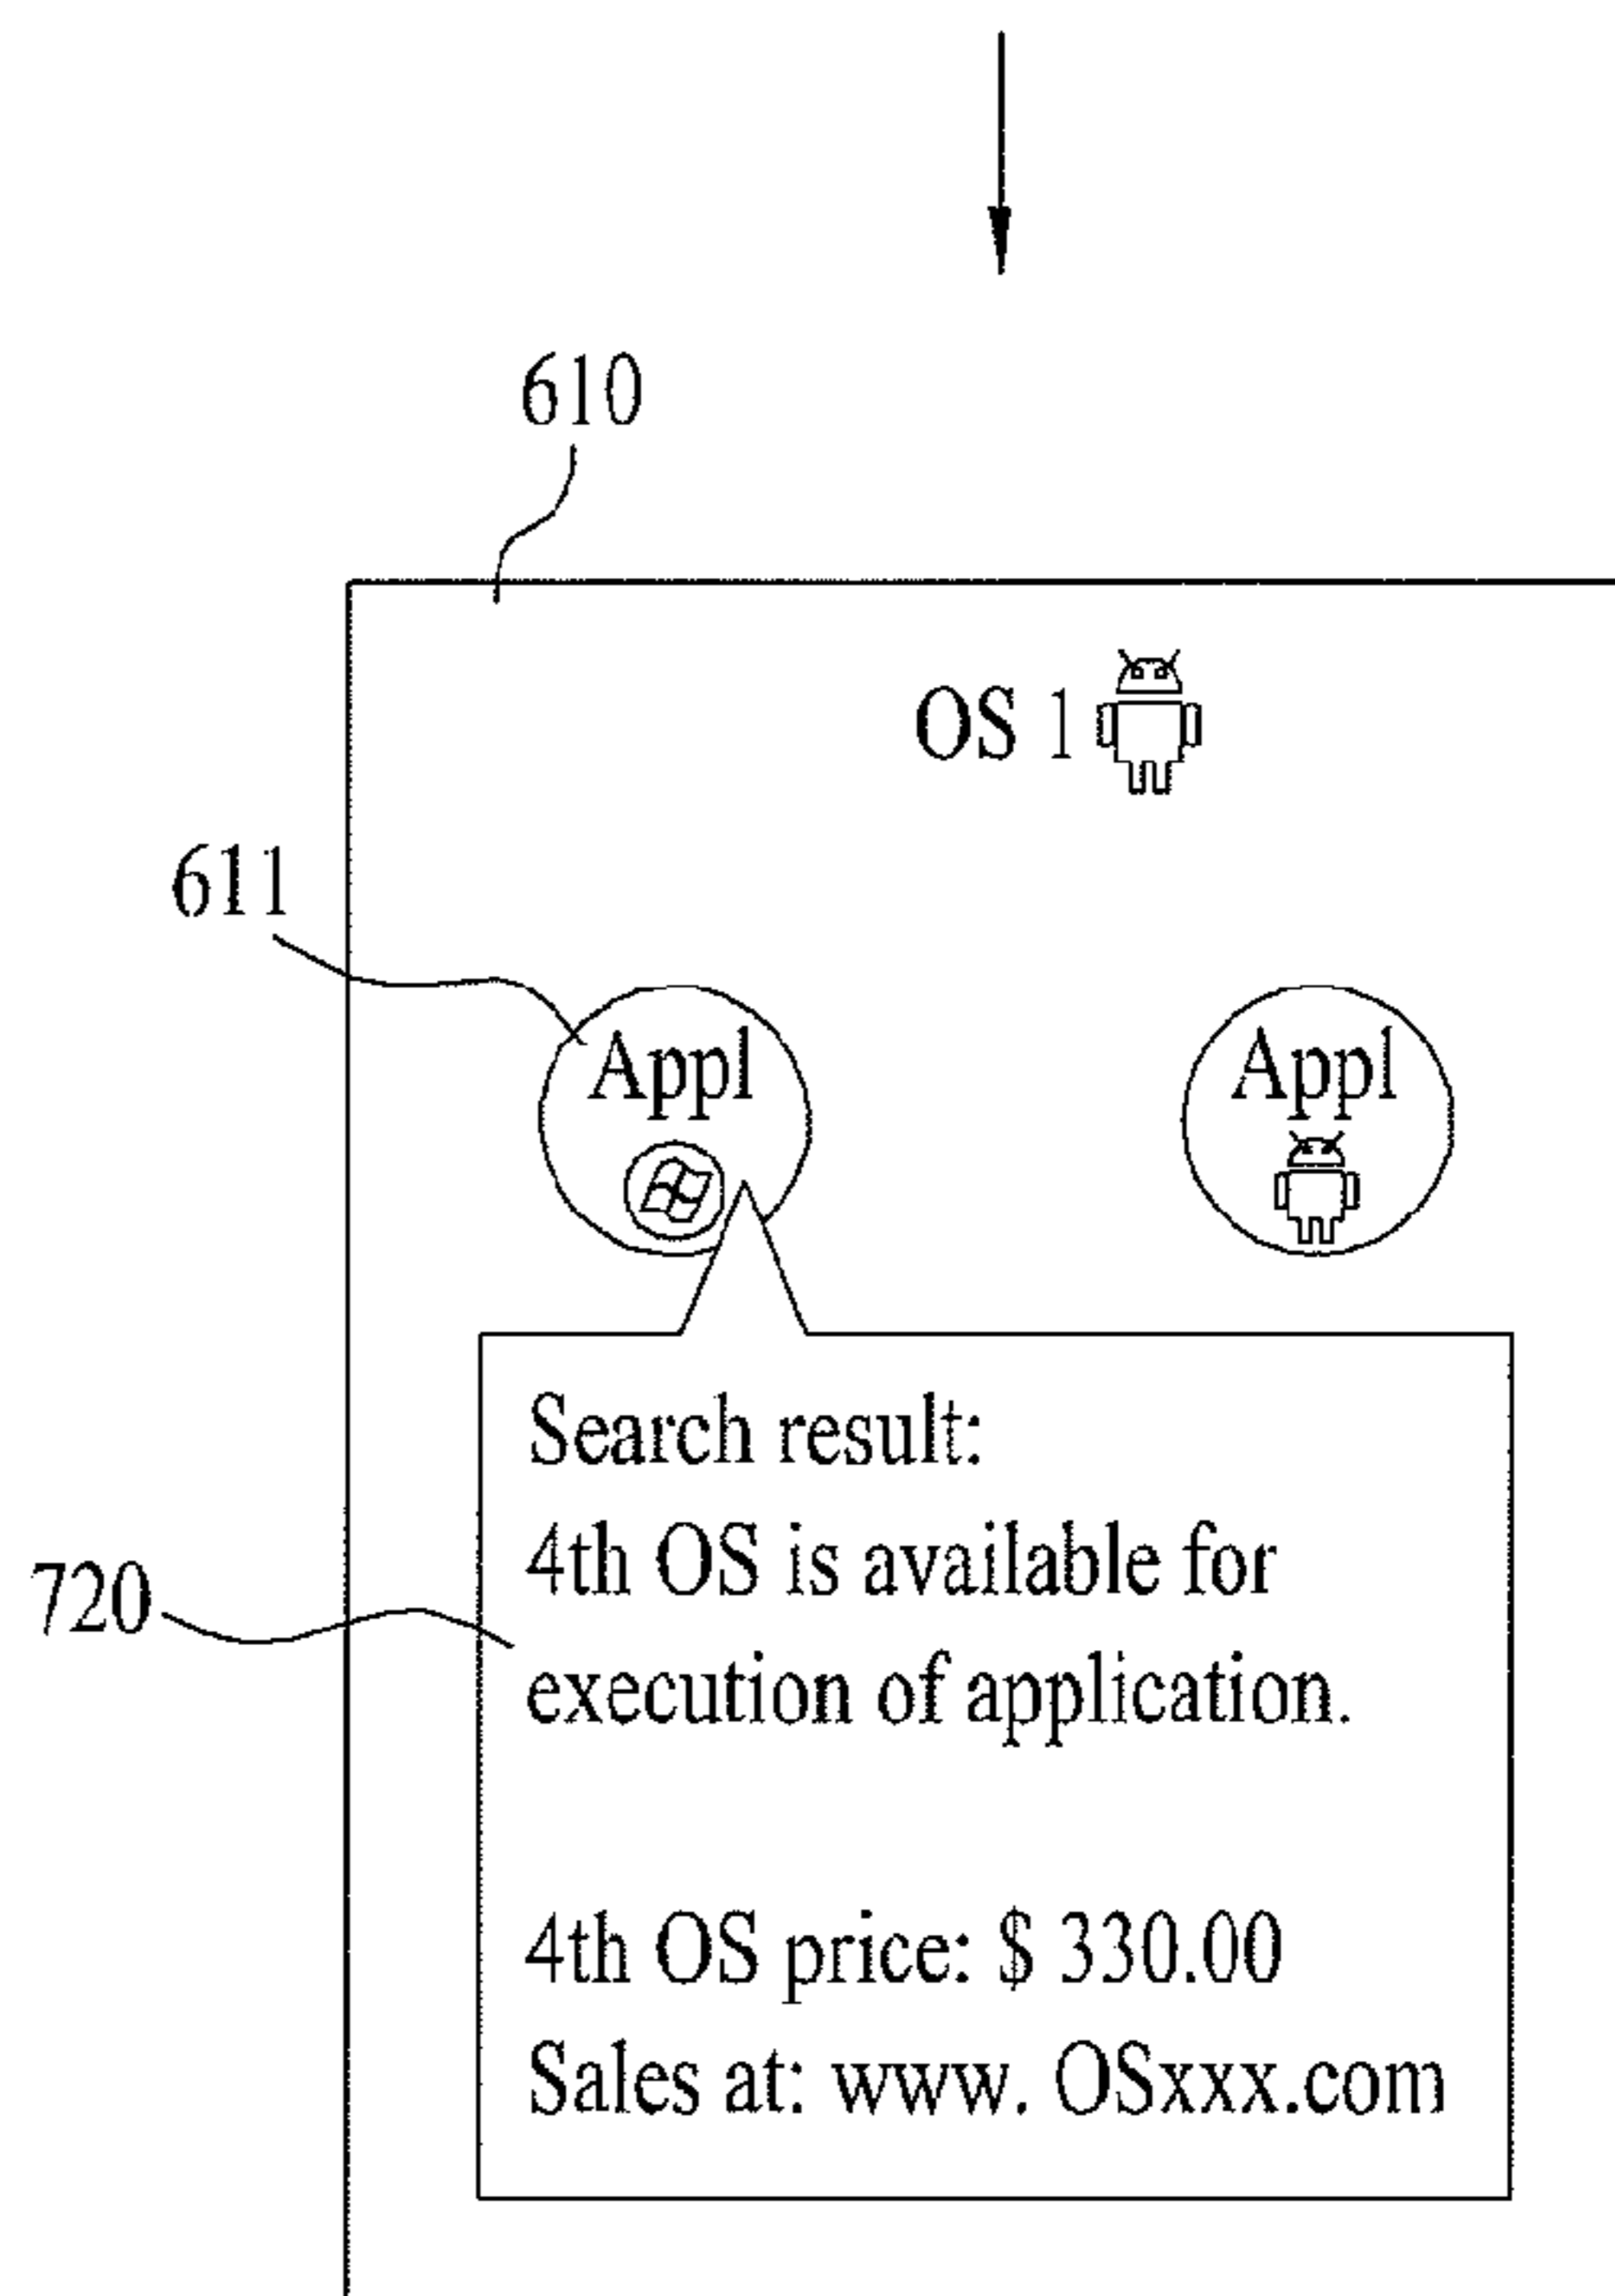 610
OS 1
611
Appl Appl
Search result:
4th OS is available for
720
execution of application.
4th OS price: $ 330.00
Sales at: www. OSxxx.com